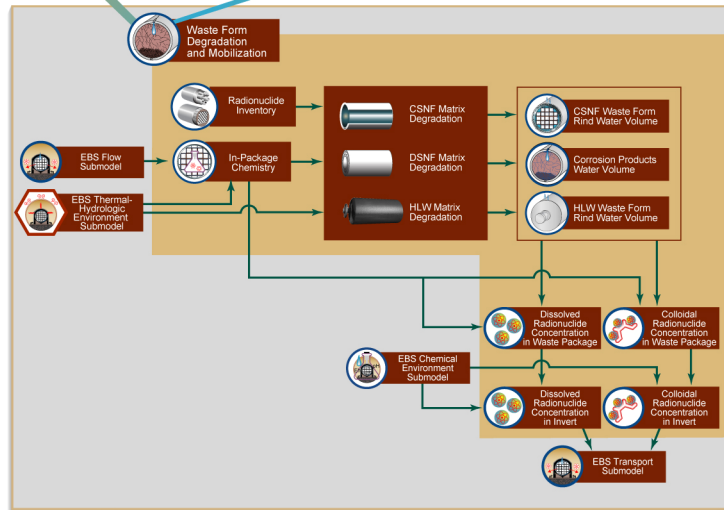 Waste Form
Degradation
and Mobilization
Radionuclide
Inventory
CSNF Matrix
Degradation
CSNF Waste Form
Rind Water Volume
EBS Flow
Submodel
In-Package
Chemistry
DSNF Matrix
Degradation
Corrosion Products
Water Volume
EBS Thermal-
Hydrologic
Environment
Submodel
HLW Matrix
Degradation
HLW Waste Form
Rind Water Volume
Dissolved
Radionuclide
Concentration
in Waste Package
Colloidal
Radionuclide
Concentration
in Waste Package
EBS Chemical
Environment
Submodel
Dissolved
Radionuclide
Concentration
in Invert
Colloidal
Radionuclide
Concentration
in Invert
EBS Transport
Submodel